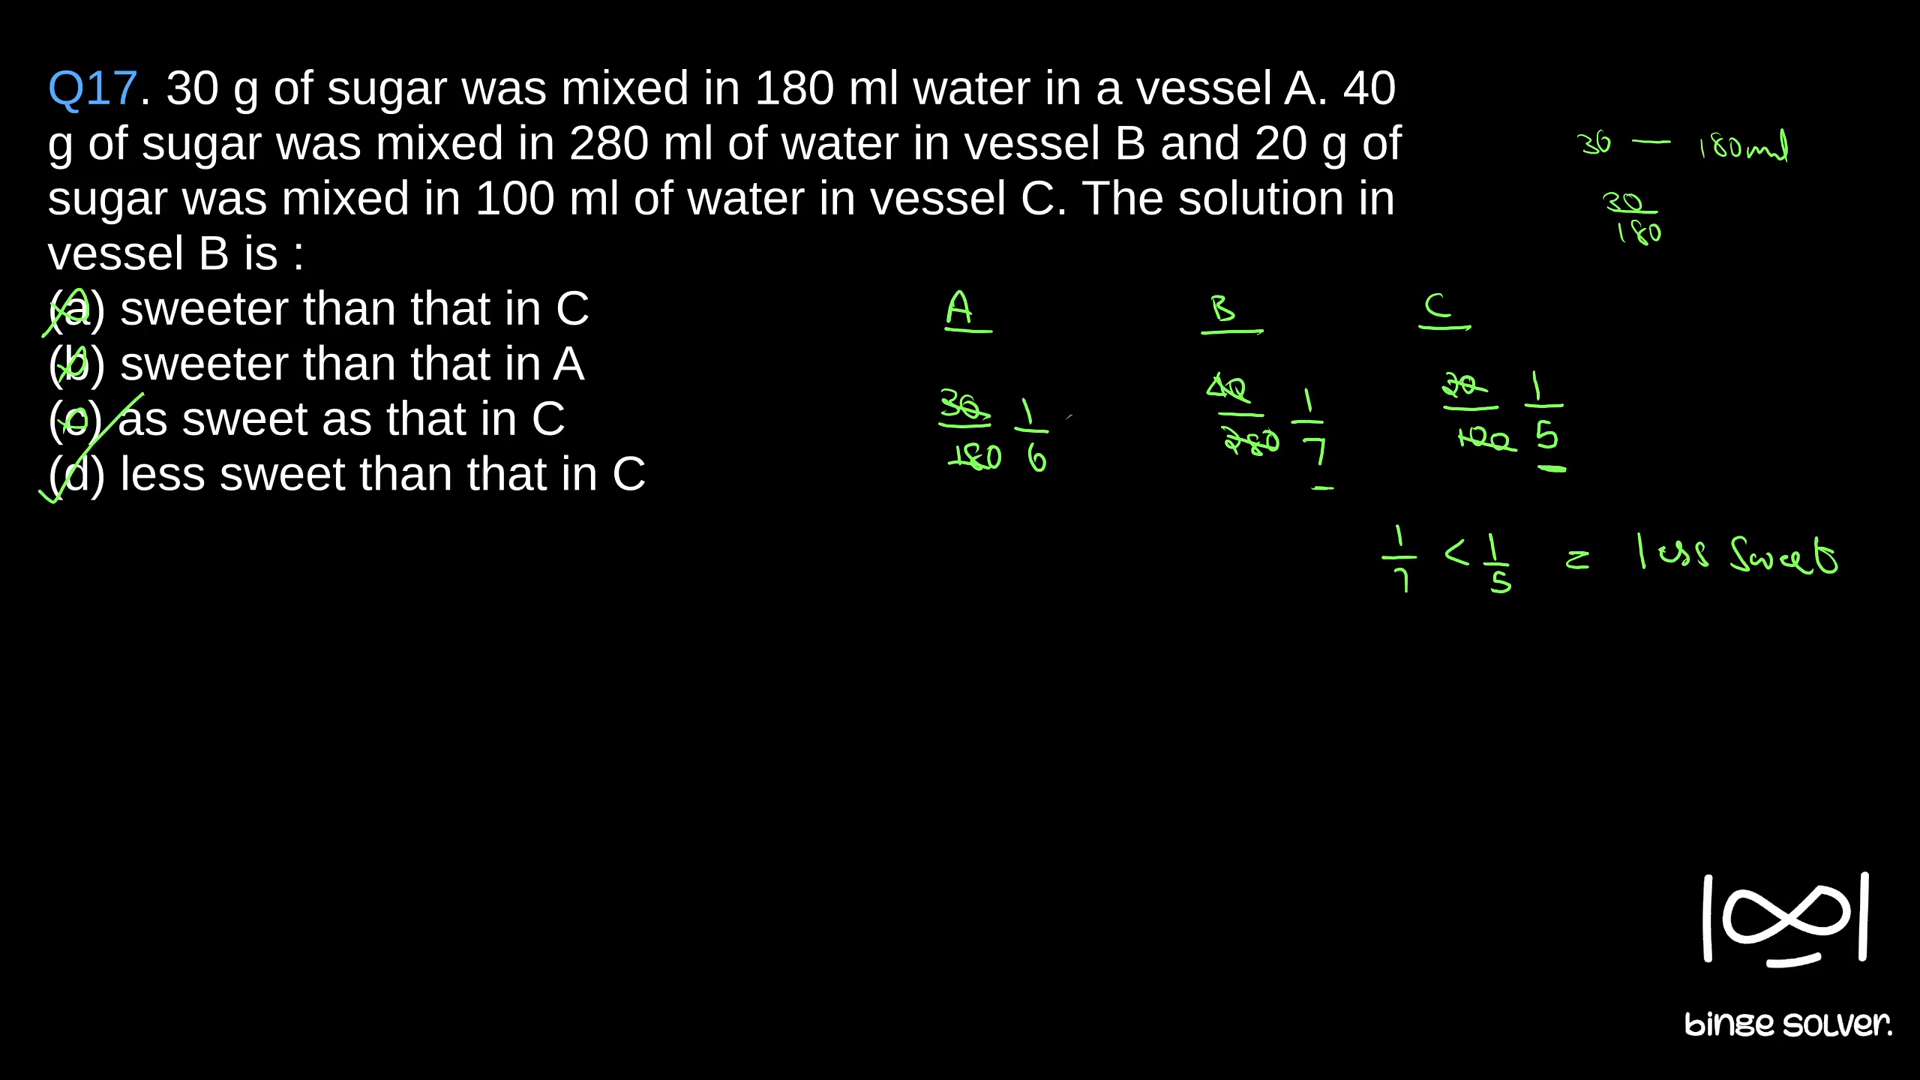 Q17. 30 g of sugar was mixed in 180 ml water in a vessel A. 40
g of sugar was mixed in 280 ml of water in vessel B and 20 g of
sugar was mixed in 100 ml of water in vessel C. The solution in
vessel B is :
(a) sweeter than that in C
(b) sweeter than that in A
(c) as sweet as that in C
(d) less sweet than that in C
30 — 180ml
30
180
A B C
30 1 40 1 20 1
180 6 280 7 100 5
1 < 1 = less sweet
7 5
binge SOLVER.